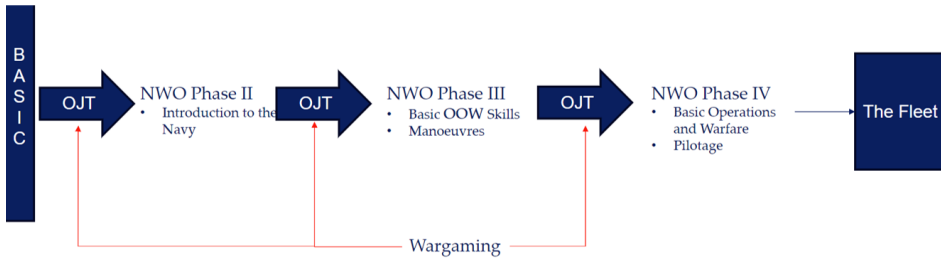 BASIC
OJT
NWO Phase II
• Introduction to the
Navy
OJT
NWO Phase III
• Basic OOW Skills
• Manoeuvres
OJT
NWO Phase IV
• Basic Operations
and Warfare
• Pilotage
The Fleet
Wargaming